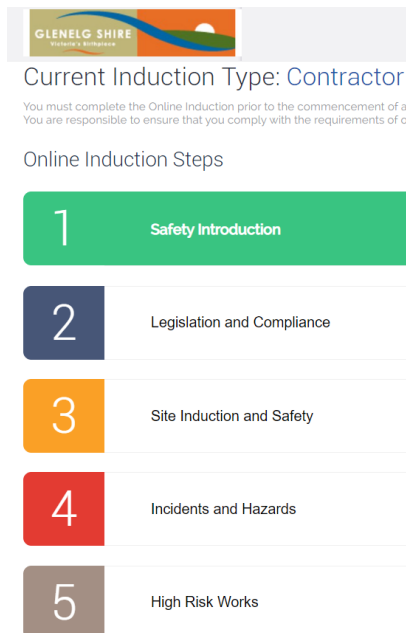 GLENELG SHIRE
Victoria's Birthplace
Current Induction Type: Contractor
You must complete the Online Induction prior to the commencement of
You are responsible to ensure that you comply with the requirements of
Online Induction Steps
1
Safety Introduction
2
Legislation and Compliance
3
Site Induction and Safety
4
Incidents and Hazards
5
High Risk Works